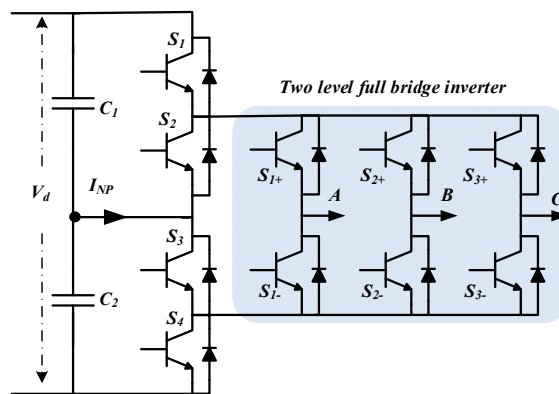 S1
Two level full bridge inverter
C1
S2
S1+
S2+
S3+
Vd
INP
A
B
C
S3
C2
S4
S1-
S2-
S3-